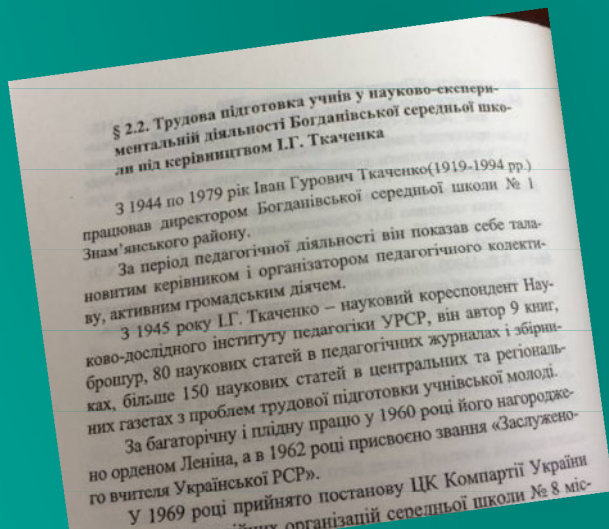 § 2.2. Трудова підготовка учнів у науково-експери-
ментальній діяльності Богданівської середньої шко-
ли під керівництвом І.Г. Ткаченка
З 1944 по 1979 рік Іван Гурович Ткаченко(1919-1994 рр.)
працював директором Богданівської середньої школи № 1
Знам’янського району.
За період педагогічної діяльності він показав себе тала-
новитим керівником і організатором педагогічного колекти-
ву, активним громадським діячем.
З 1945 року І.Г. Ткаченко – науковий кореспондент Нау-
ково-дослідного інституту педагогіки УРСР, він автор 9 книг,
брошур, 80 наукових статей в педагогічних журналах і збірни-
ках, більше 150 наукових статей в центральних та регіональ-
них газетах з проблем трудової підготовки учнівської молоді.
За багаторічну і плідну працю у 1960 році його нагородже-
но орденом Леніна, а в 1962 році присвоєно звання «Заслужено-
го вчителя Української РСР».
У 1969 році прийнято постанову ЦК Компартії України
організацій середньої школи № 8 міс-